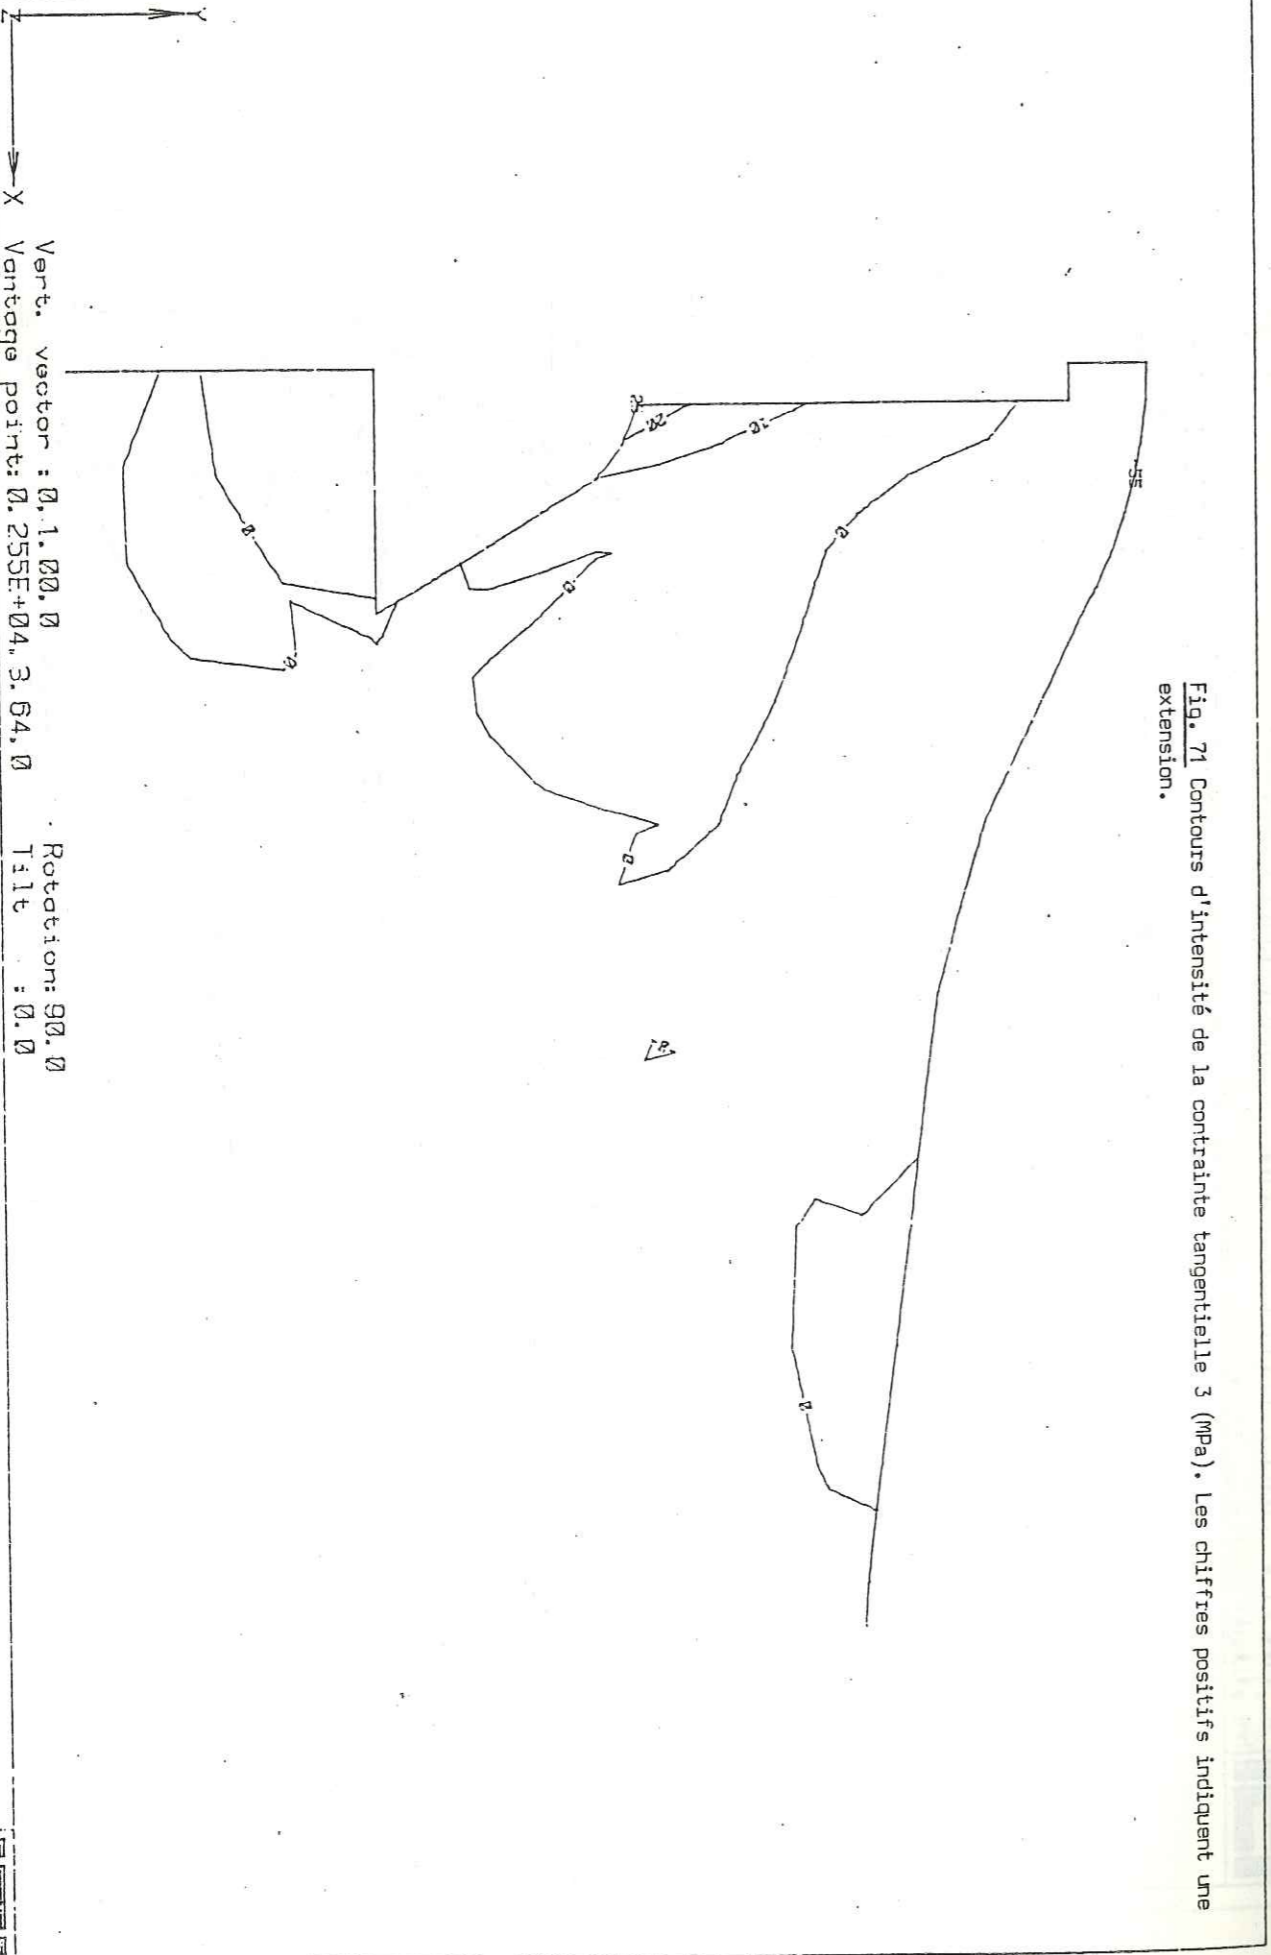 Fig. 71 Contours d'intensité de la contrainte tangentielle 3 (MPa). Les chiffres positifs indiquent une
extension.
55
0
10
20
0
0
0
0
0
Y
Z
X
Vert. vector : 0,1.00,0
Rotation: 90.0
Vantage point: 0.255E+04, 3.64,0
Tilt : 0.0